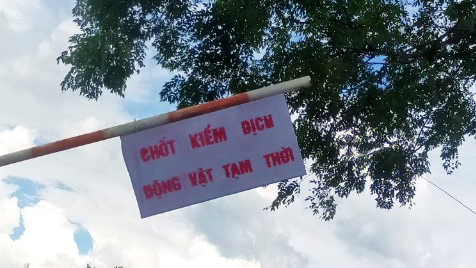 CHỐT KIỂM DỊCH
ĐỘNG VẬT TẠM THỜI